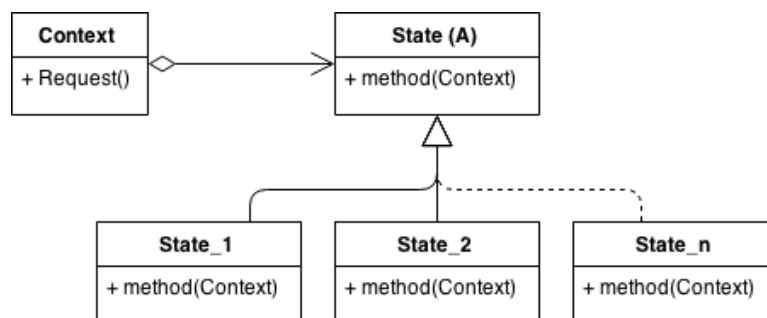 Context
+ Request()
State (A)
+ method(Context)
State_1
+ method(Context)
State_2
+ method(Context)
State_n
+ method(Context)